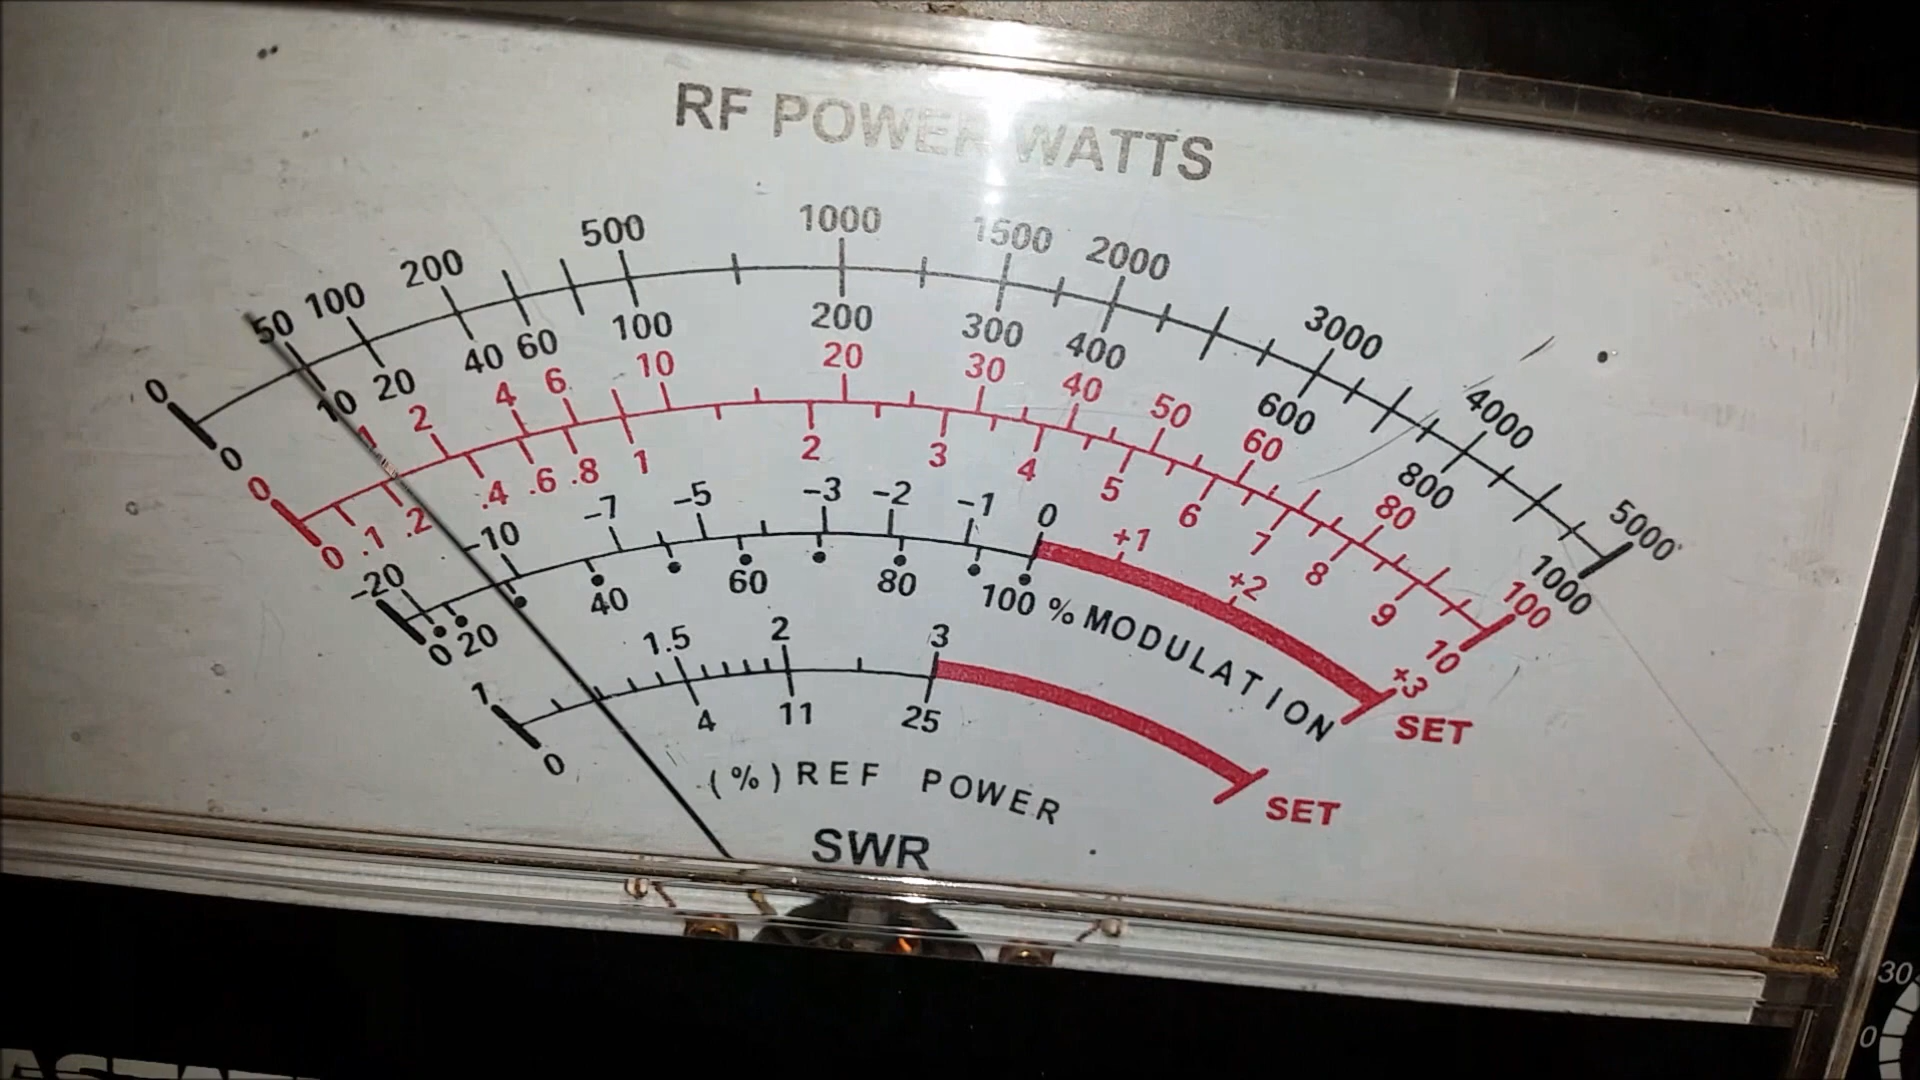 RF POWER WATTS
0 50 100 200 500 1000 1500 2000 3000 4000 5000
0 10 20 40 60 100 200 300 400 600 800 1000
0 1 2 4 6 10 20 30 40 50 60 80 100
0 .1 .2 .4 .6 .8 1 2 3 4 5 6 7 8 9 10
-20 -10 -7 -5 -3 -2 -1 0 +1 +2 +3
0 20 40 60 80 100 % MODULATION SET
1 1.5 2 3
0 4 11 25 SET
(%) REF POWER
SWR
30
0